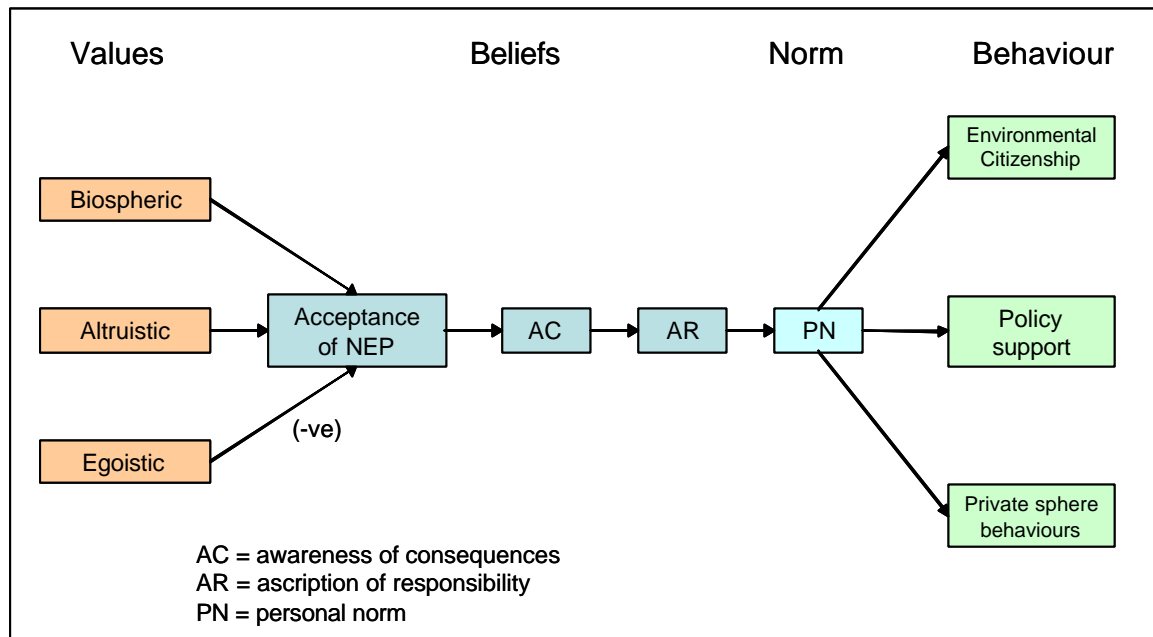 Values
Beliefs
Norm
Behaviour
Environmental
Citizenship
Biospheric
Altruistic
Acceptance
of NEP
AC
AR
PN
Policy
support
(-ve)
Egoistic
Private sphere
behaviours
AC = awareness of consequences
AR = ascription of responsibility
PN = personal norm